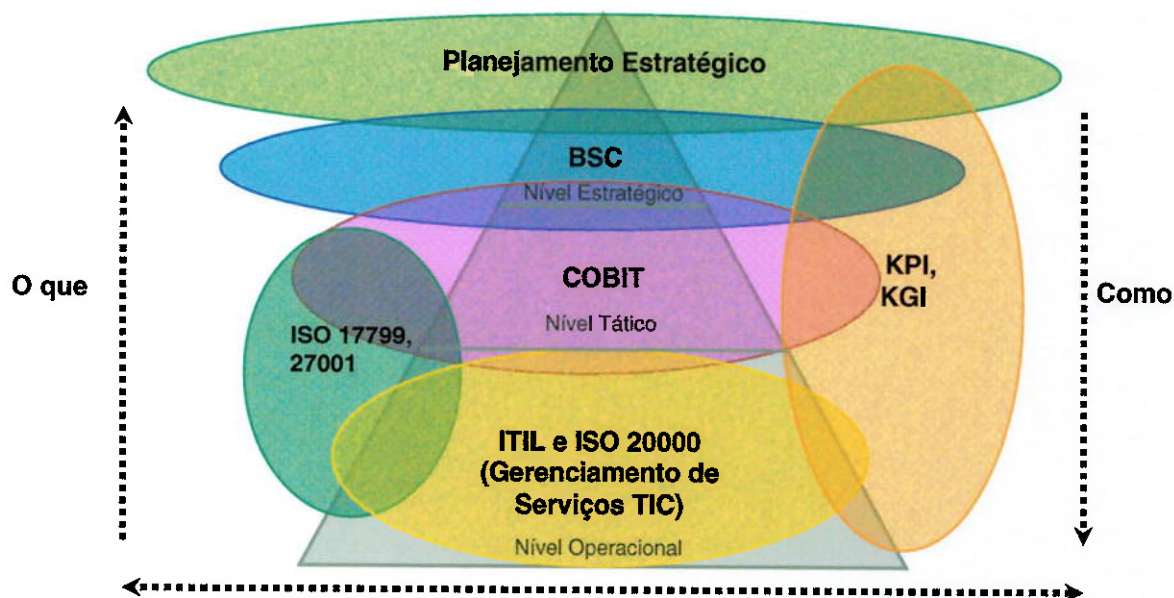 Planejamento Estratégico
BSC
Nível Estratégico
O que
COBIT
KPI,
KGI
Como
Nível Tático
ISO 17799,
27001
ITIL e ISO 20000
(Gerenciamento de
Serviços TIC)
Nível Operacional